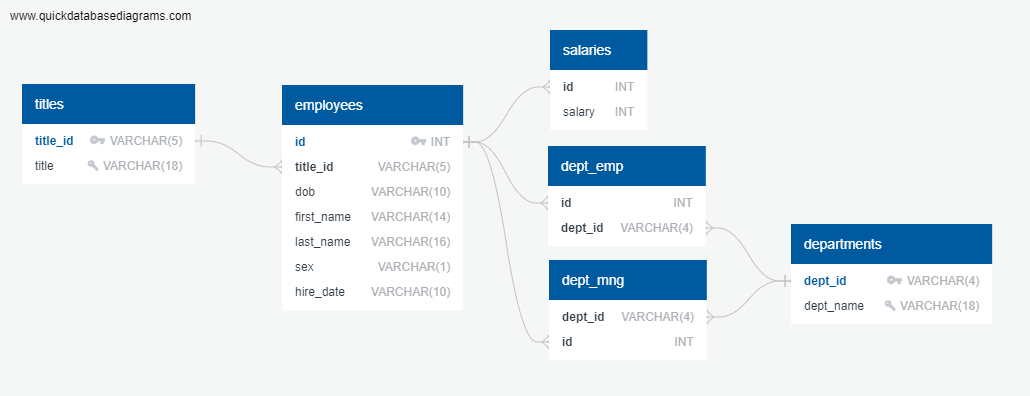 www.quickdatabasediagrams.com
titles
title_id VARCHAR(5)
title VARCHAR(18)
employees
id INT
title_id VARCHAR(5)
dob VARCHAR(10)
first_name VARCHAR(14)
last_name VARCHAR(16)
sex VARCHAR(1)
hire_date VARCHAR(10)
salaries
id INT
salary INT
dept_emp
id INT
dept_id VARCHAR(4)
dept_mng
dept_id VARCHAR(4)
id INT
departments
dept_id VARCHAR(4)
dept_name VARCHAR(18)